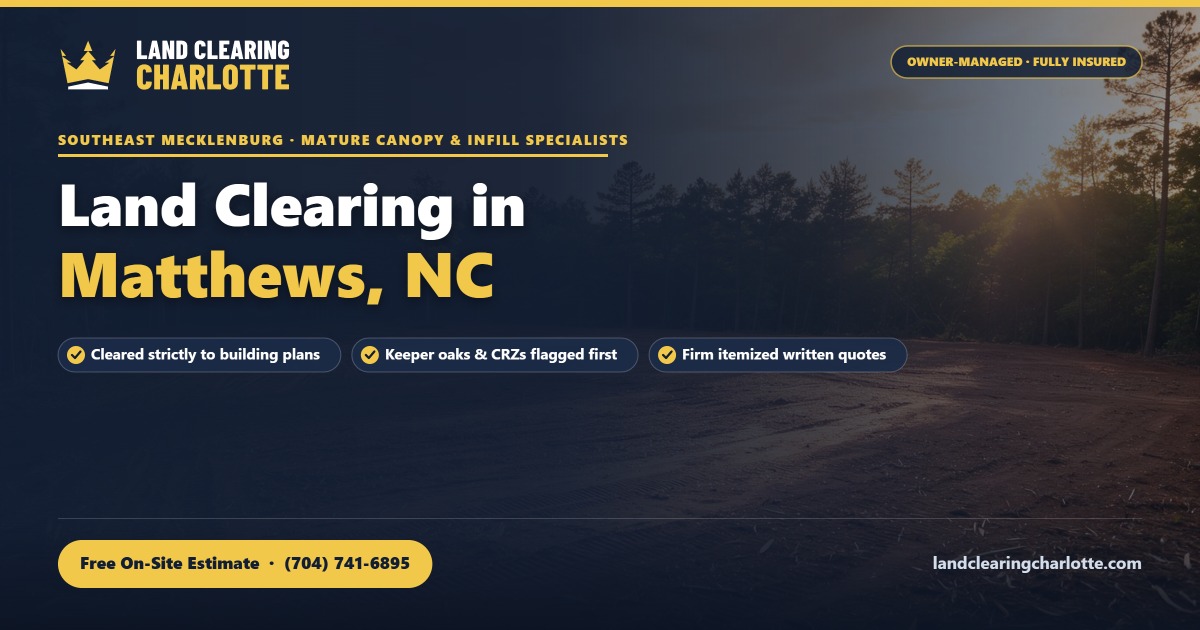 LAND CLEARING
CHARLOTTE
OWNER-MANAGED · FULLY INSURED
SOUTHEAST MECKLENBURG · MATURE CANOPY & INFILL SPECIALISTS
Land Clearing in
Matthews, NC
Cleared strictly to building plans
Keeper oaks & CRZs flagged first
Firm itemized written quotes
Free On-Site Estimate · (704) 741-6895
landclearingcharlotte.com